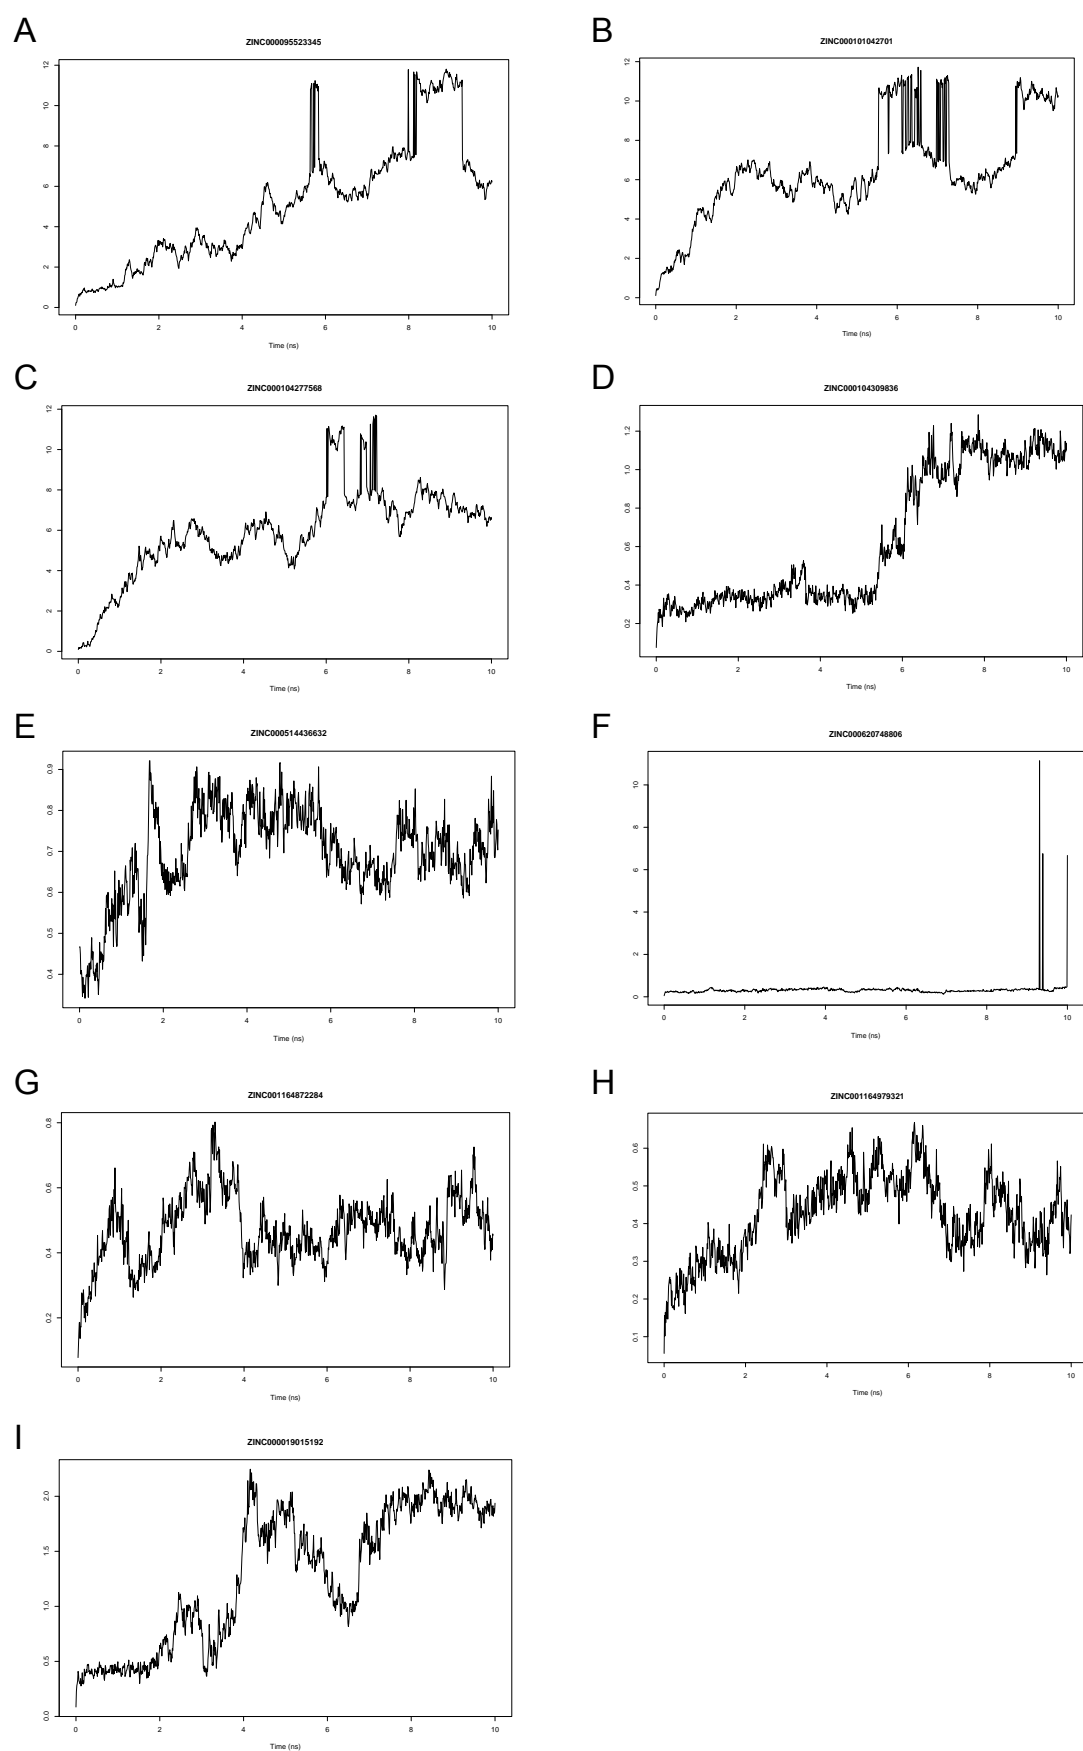 A
ZINC000095523345
12
10
8
6
4
2
0
0 2 4 6 8 10
Time (ns)
B
ZINC000101042701
12
10
8
6
4
2
0
0 2 4 6 8 10
Time (ns)
C
ZINC000104277568
12
10
8
6
4
2
0
0 2 4 6 8 10
Time (ns)
D
ZINC000104309836
1.2
1.0
0.8
0.6
0.4
0.2
0 2 4 6 8 10
Time (ns)
E
ZINC000514436632
0.9
0.8
0.7
0.6
0.5
0.4
0 2 4 6 8 10
Time (ns)
F
ZINC000620748806
10
8
6
4
2
0
0 2 4 6 8 10
Time (ns)
G
ZINC001164872284
0.8
0.6
0.4
0.2
0 2 4 6 8 10
Time (ns)
H
ZINC001164979321
0.6
0.5
0.4
0.3
0.2
0.1
0 2 4 6 8 10
Time (ns)
I
ZINC000019015192
2.0
1.5
1.0
0.5
0.0
0 2 4 6 8 10
Time (ns)